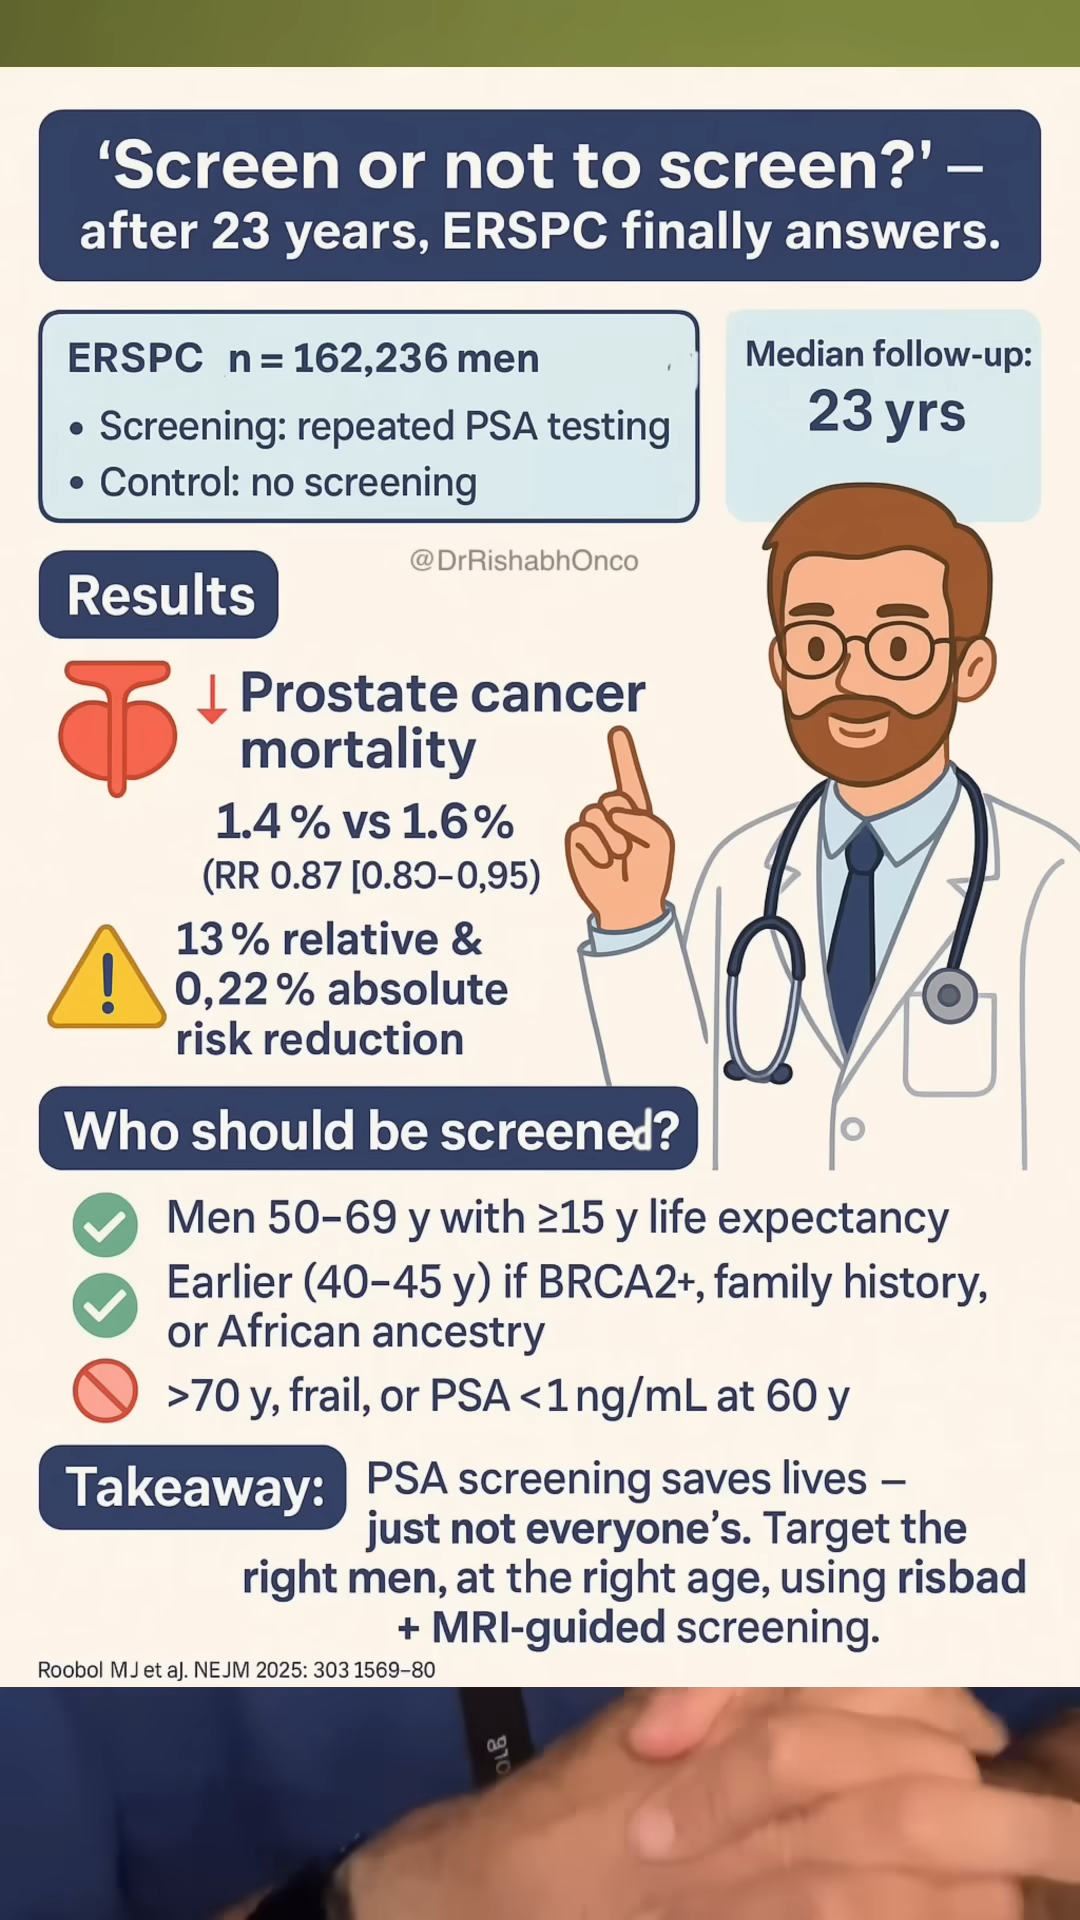 ‘Screen or not to screen?’ –
after 23 years, ERSPC finally answers.
ERSPC n = 162,236 men
• Screening: repeated PSA testing
• Control: no screening
Median follow-up:
23 yrs
@DrRishabhOnco
Results
↓ Prostate cancer
mortality
1.4 % vs 1.6 %
(RR 0.87 [0.80–0,95)
13 % relative &
0,22 % absolute
risk reduction
Who should be screened?
Men 50–69 y with ≥15 y life expectancy
Earlier (40–45 y) if BRCA2+, family history,
or African ancestry
>70 y, frail, or PSA <1 ng/mL at 60 y
Takeaway:
PSA screening saves lives –
just not everyone’s. Target the
right men, at the right age, using risbad
+ MRI-guided screening.
Roobol MJ et aJ. NEJM 2025: 303 1569–80
org